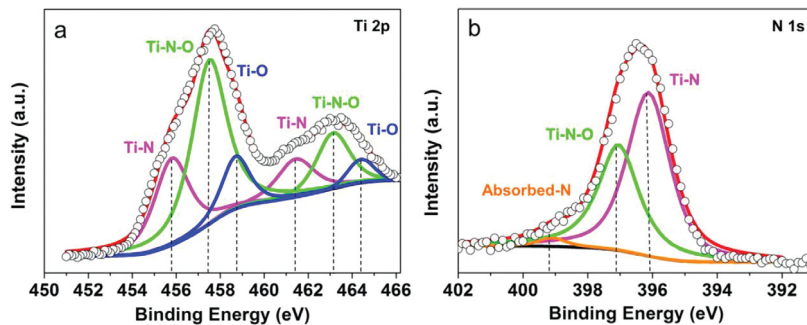 a
Ti 2p
Ti-N-O
Ti-O
Ti-N
Ti-N
Ti-N-O
Ti-O
Intensity (a.u.)
450 452 454 456 458 460 462 464 466
Binding Energy (eV)
b
N 1s
Ti-N
Ti-N-O
Absorbed-N
Intensity (a.u.)
402 400 398 396 394 392
Binding Energy (eV)